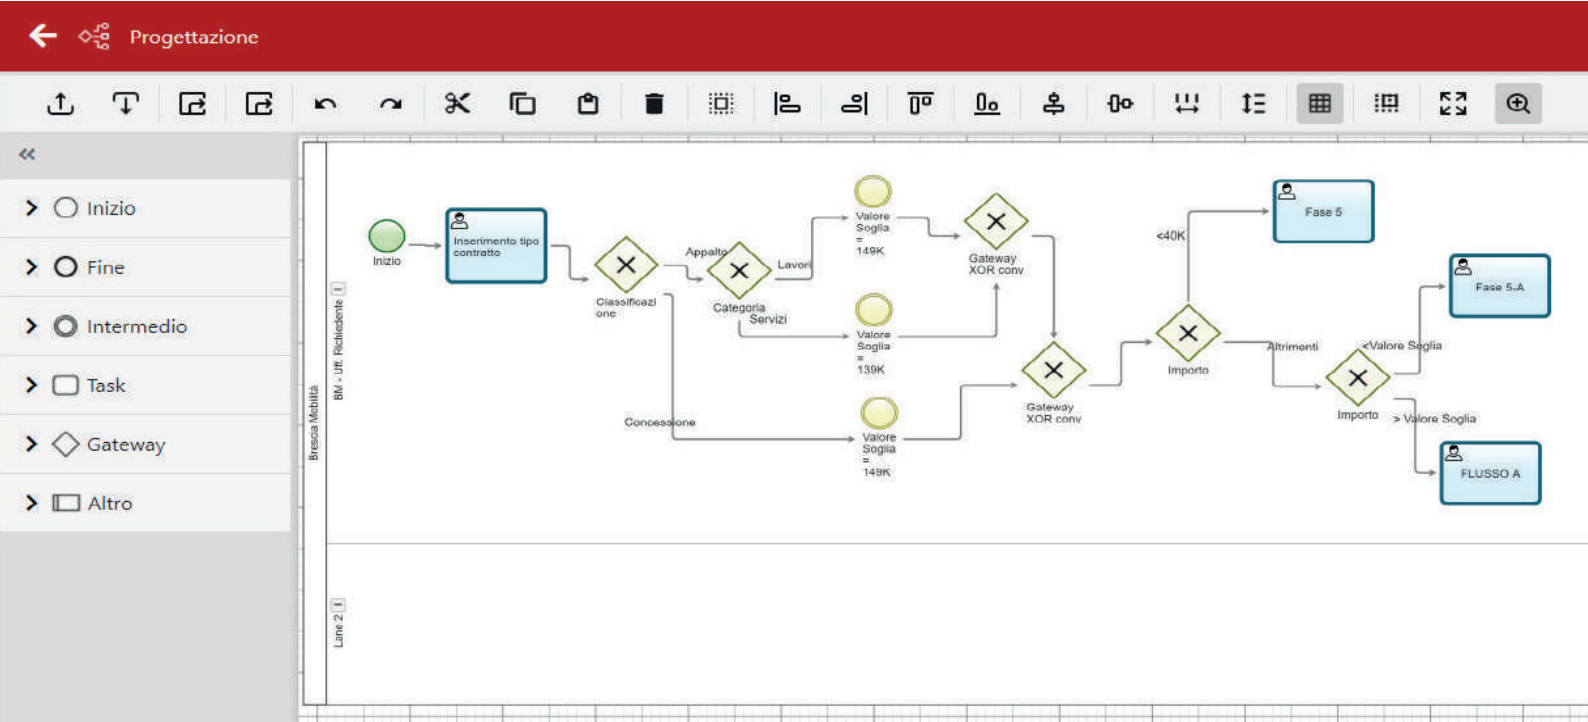 Progettazione
Inizio
Fine
Intermedio
Task
Gateway
Altro
Brescia Mobilità
BM - Uff. Richiedente
Lane 2
Inizio
Inserimento tipo
contratto
Classificazi
one
Appalto
Categoria
Lavori
Servizi
Concessione
Valore
Soglia
=
149K
Valore
Soglia
=
139K
Valore
Soglia
=
149K
Gateway
XOR conv
Gateway
XOR conv
Importo
<40K
Fase 5
Altrimenti
Importo
<Valore Soglia
Fase 5-A
> Valore Soglia
FLUSSO A